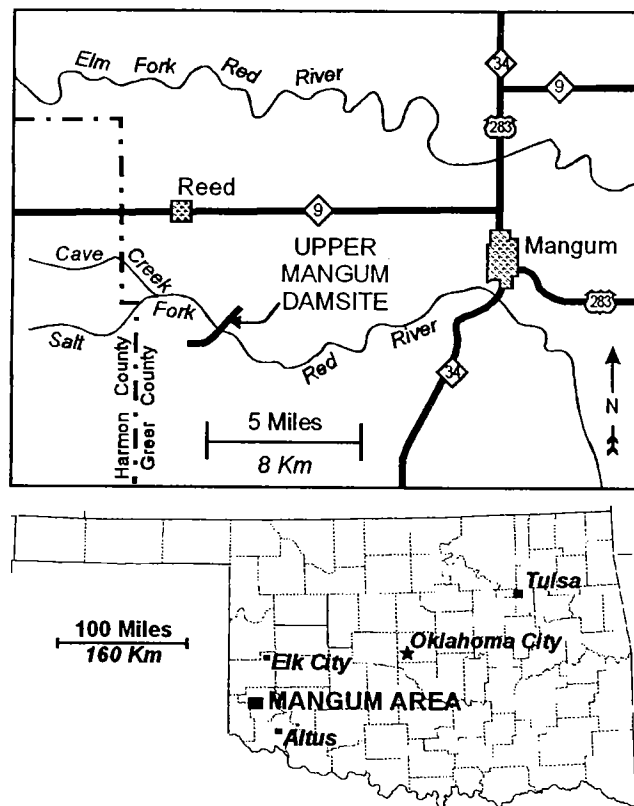 Elm Fork Red River
34
9
283
Reed
9
Mangum
UPPER
MANGUM
DAMSITE
Cave Creek
Salt Fork Red River
283
34
Harmon County
Greer County
5 Miles
8 Km
N
100 Miles
160 Km
Tulsa
Oklahoma City
Elk City
MANGUM AREA
Altus